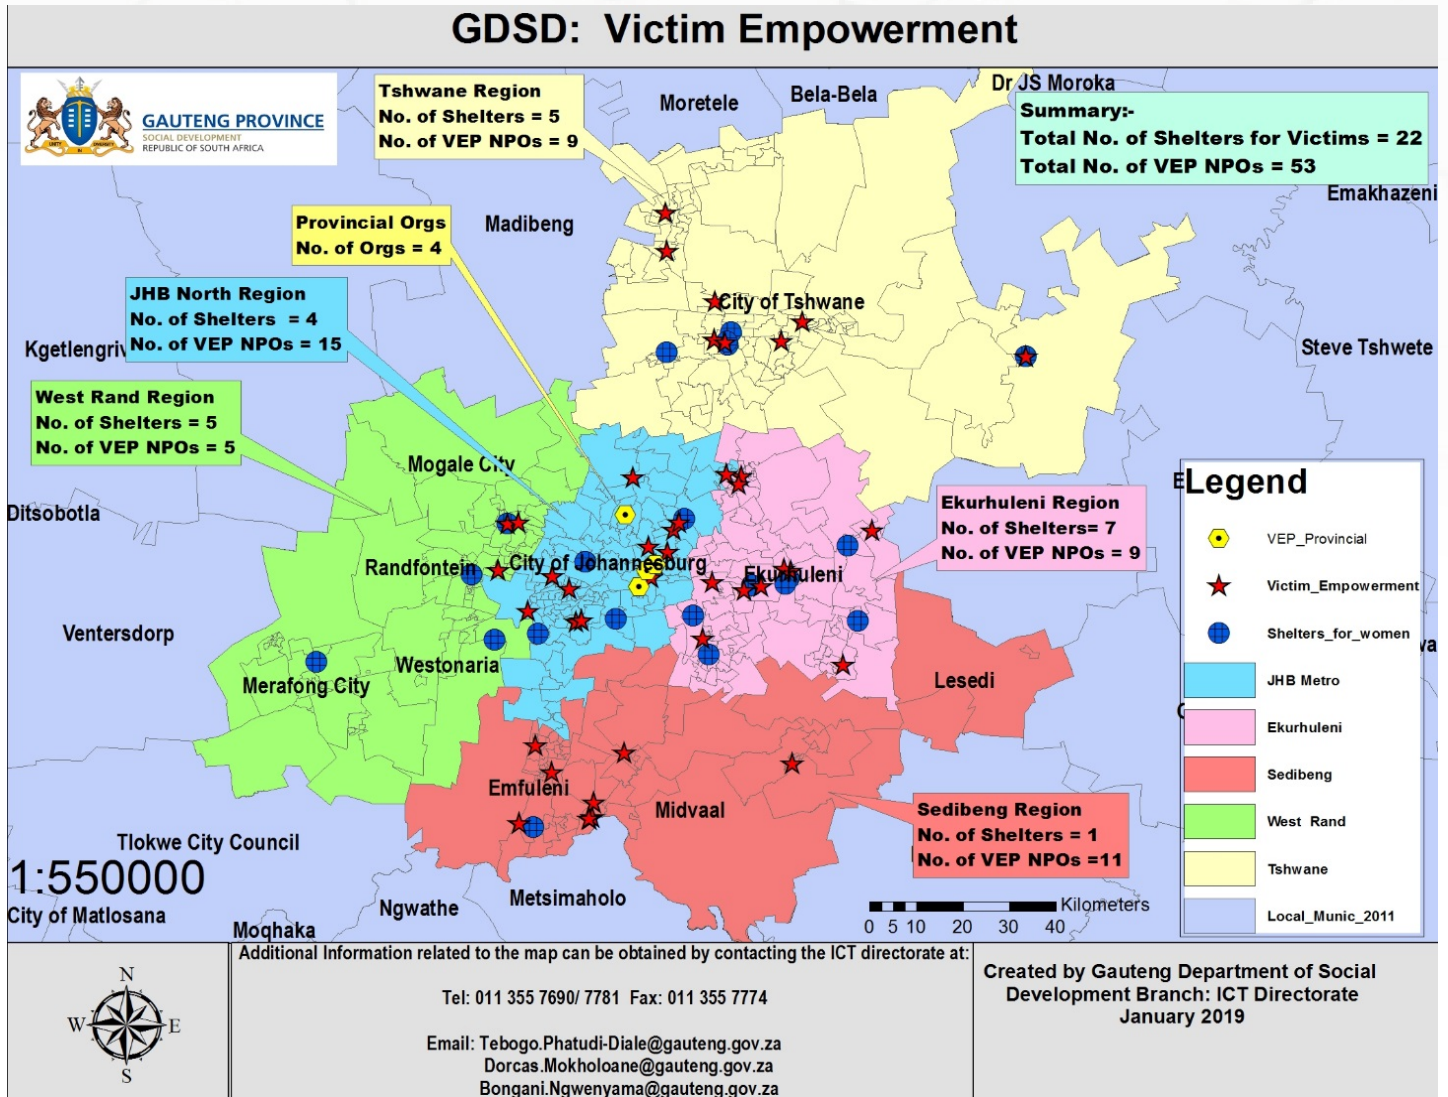 GDSD: Victim Empowerment
GAUTENG PROVINCE
SOCIAL DEVELOPMENT
REPUBLIC OF SOUTH AFRICA
UNITY IN DIVERSITY
Tshwane Region
No. of Shelters = 5
No. of VEP NPOs = 9
Moretele
Bela-Bela
Dr JS Moroka
Summary:-
Total No. of Shelters for Victims = 22
Total No. of VEP NPOs = 53
Emakhazeni
Provincial Orgs
No. of Orgs = 4
Madibeng
JHB North Region
No. of Shelters = 4
No. of VEP NPOs = 15
City of Tshwane
Kgetlengriv
Steve Tshwete
West Rand Region
No. of Shelters = 5
No. of VEP NPOs = 5
Mogale City
Ditsobotla
Ekurhuleni Region
No. of Shelters= 7
No. of VEP NPOs = 9
Randfontein
City of Johannesburg
Ekurhuleni
Ventersdorp
Westonaria
Merafong City
Lesedi
Emfuleni
Midvaal
Sedibeng Region
No. of Shelters = 1
No. of VEP NPOs =11
Tlokwe City Council
1:550000
City of Matlosana
Ngwathe
Metsimaholo
Moqhaka
Kilometers
0 5 10 20 30 40
Legend
VEP_Provincial
Victim_Empowerment
Shelters_for_women
JHB Metro
Ekurhuleni
Sedibeng
West Rand
Tshwane
Local_Munic_2011
N
W E
S
Additional Information related to the map can be obtained by contacting the ICT directorate at:
Tel: 011 355 7690/ 7781 Fax: 011 355 7774
Email: Tebogo.Phatudi-Diale@gauteng.gov.za
Dorcas.Mokholoane@gauteng.gov.za
Bongani.Ngwenyama@gauteng.gov.za
Created by Gauteng Department of Social
Development Branch: ICT Directorate
January 2019